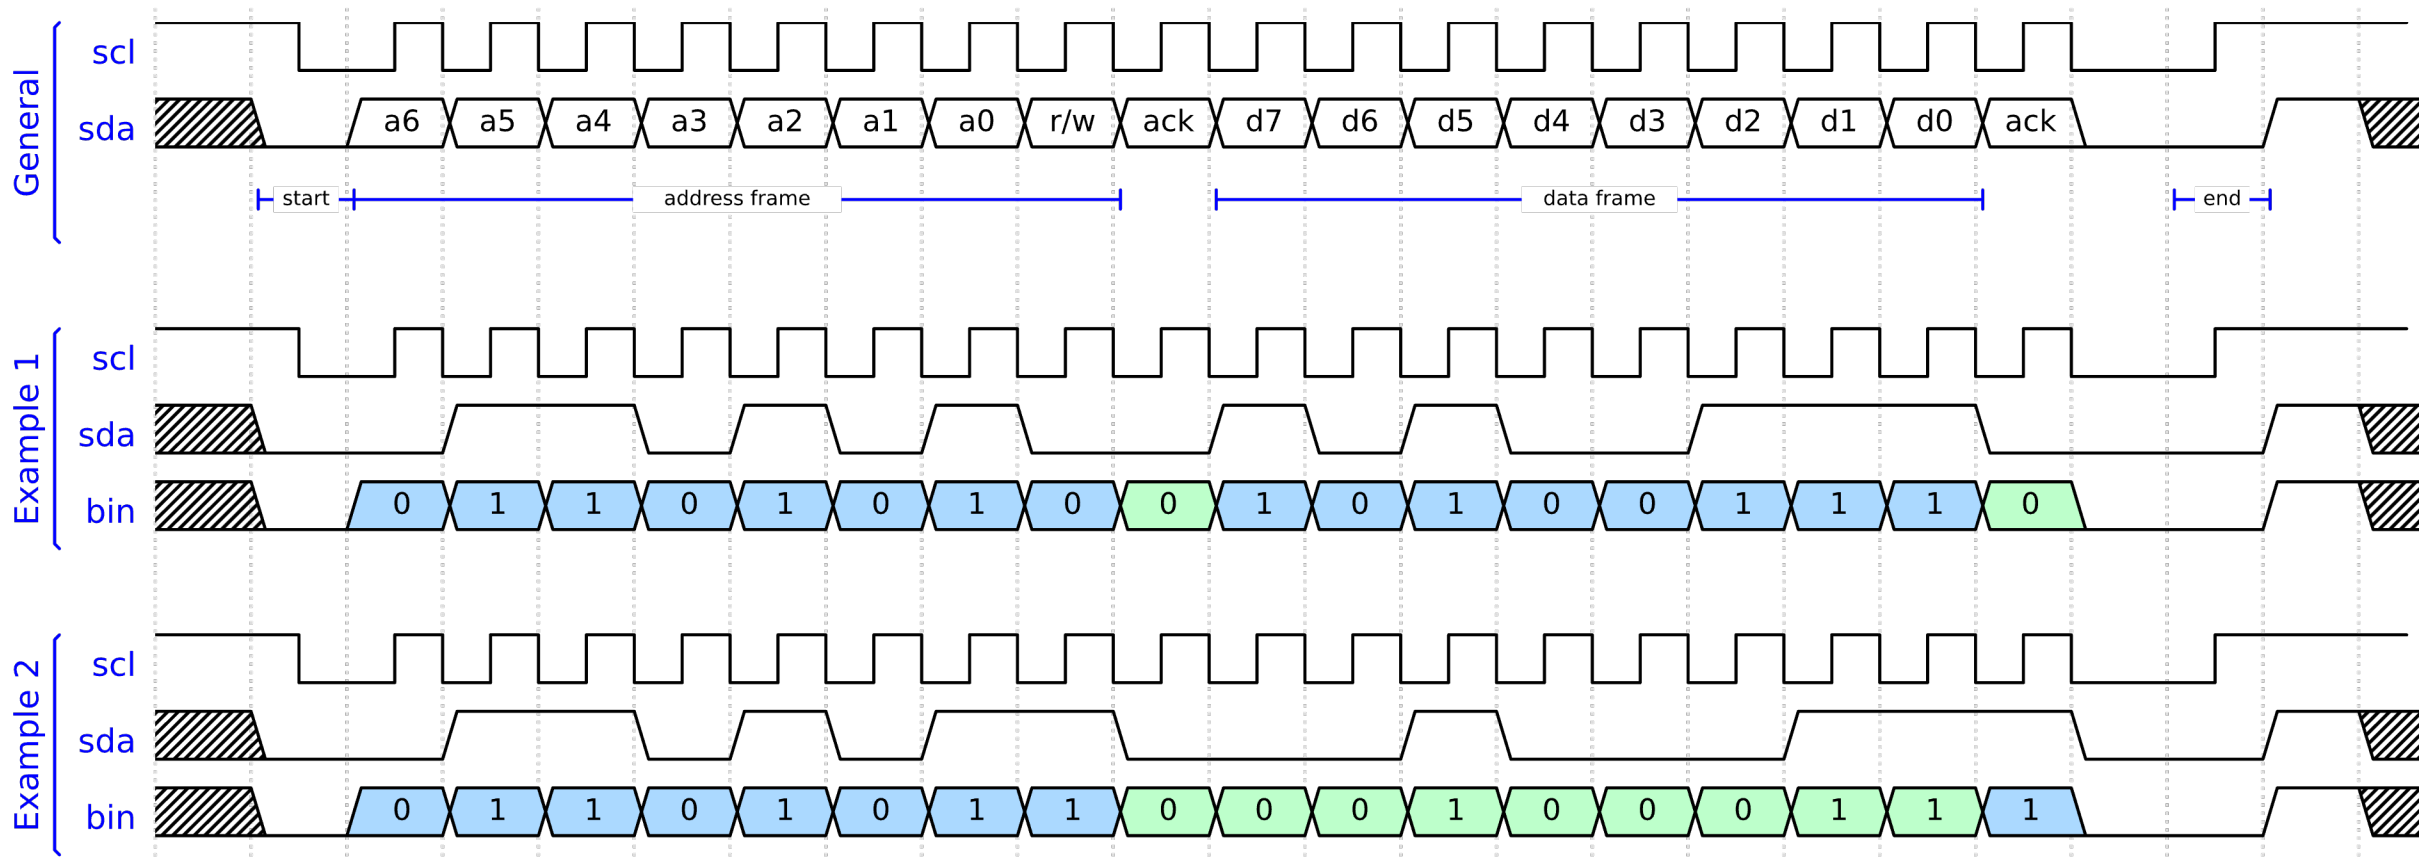 General
scl
sda a6 a5 a4 a3 a2 a1 a0 r/w ack d7 d6 d5 d4 d3 d2 d1 d0 ack
start address frame data frame end
Example 1
scl
sda
bin 0 1 1 0 1 0 1 0 0 1 0 1 0 0 1 1 1 0
Example 2
scl
sda
bin 0 1 1 0 1 0 1 1 0 0 0 1 0 0 0 1 1 1